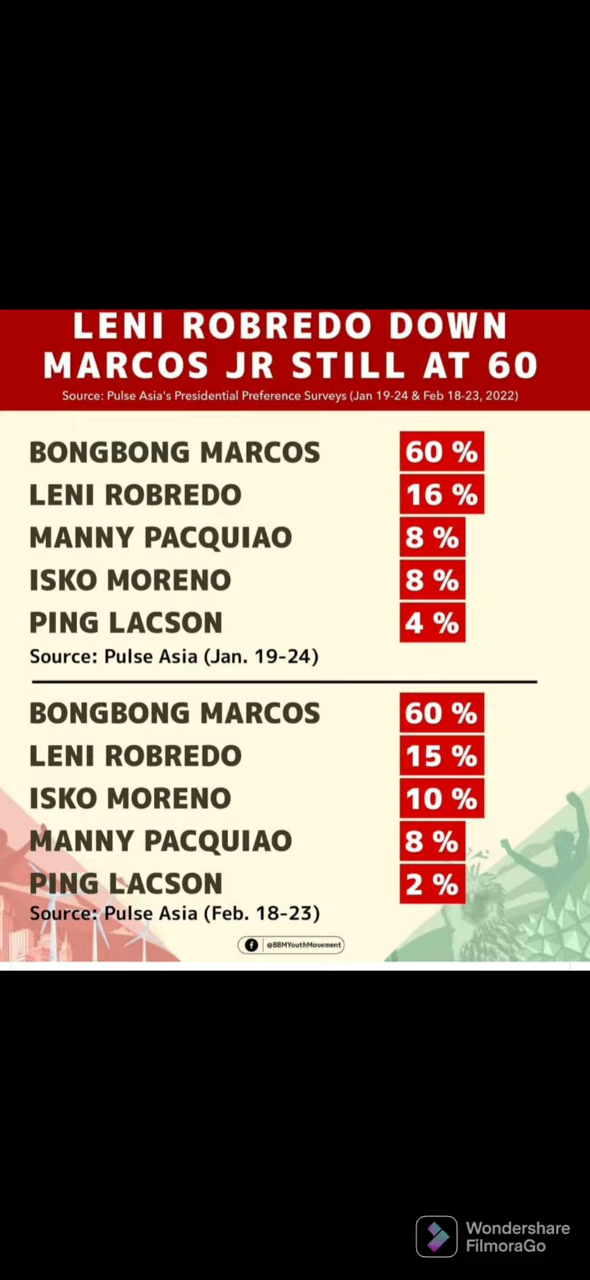 LENI ROBREDO DOWN
MARCOS JR STILL AT 60
Source: Pulse Asia's Presidential Preference Surveys (Jan 19-24 & Feb 18-23, 2022)
BONGBONG MARCOS 60 %
LENI ROBREDO 16 %
MANNY PACQUIAO 8 %
ISKO MORENO 8 %
PING LACSON 4 %
Source: Pulse Asia (Jan. 19-24)
BONGBONG MARCOS 60 %
LENI ROBREDO 15 %
ISKO MORENO 10 %
MANNY PACQUIAO 8 %
PING LACSON 2 %
Source: Pulse Asia (Feb. 18-23)
@BBMYouthMovement
Wondershare
FilmoraGo